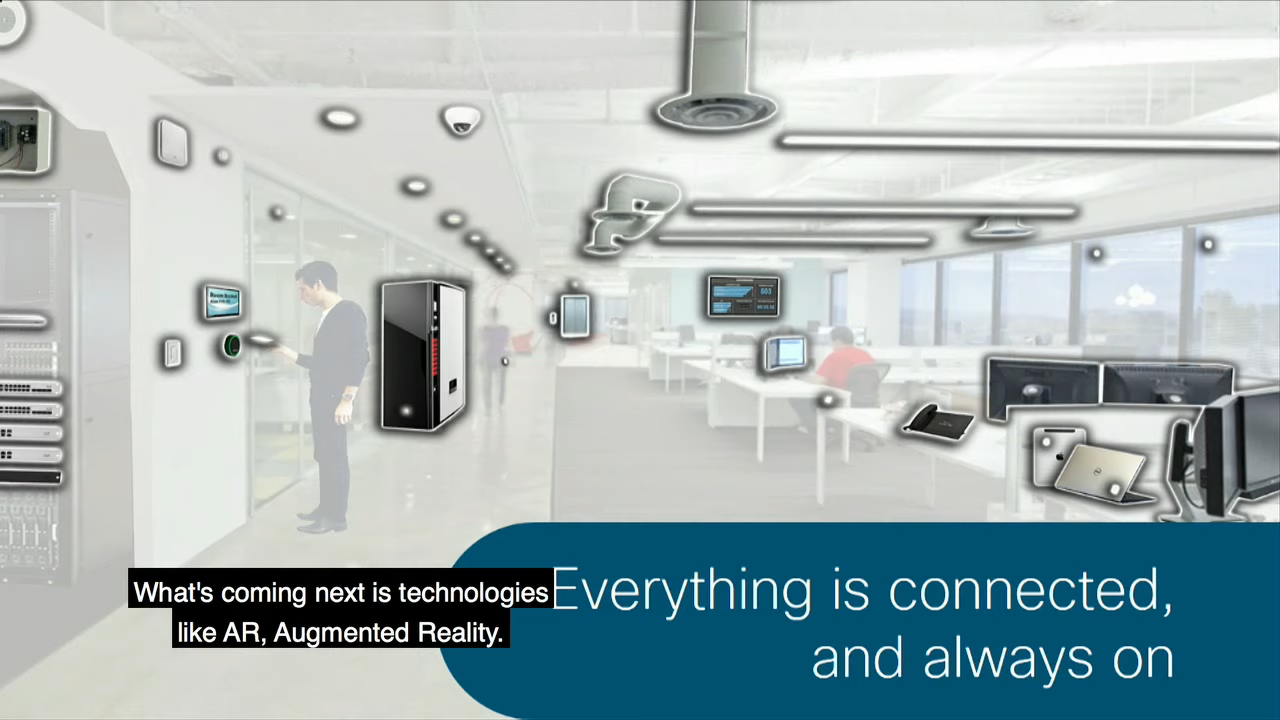 Everything is connected,
and always on
What's coming next is technologies
like AR, Augmented Reality.